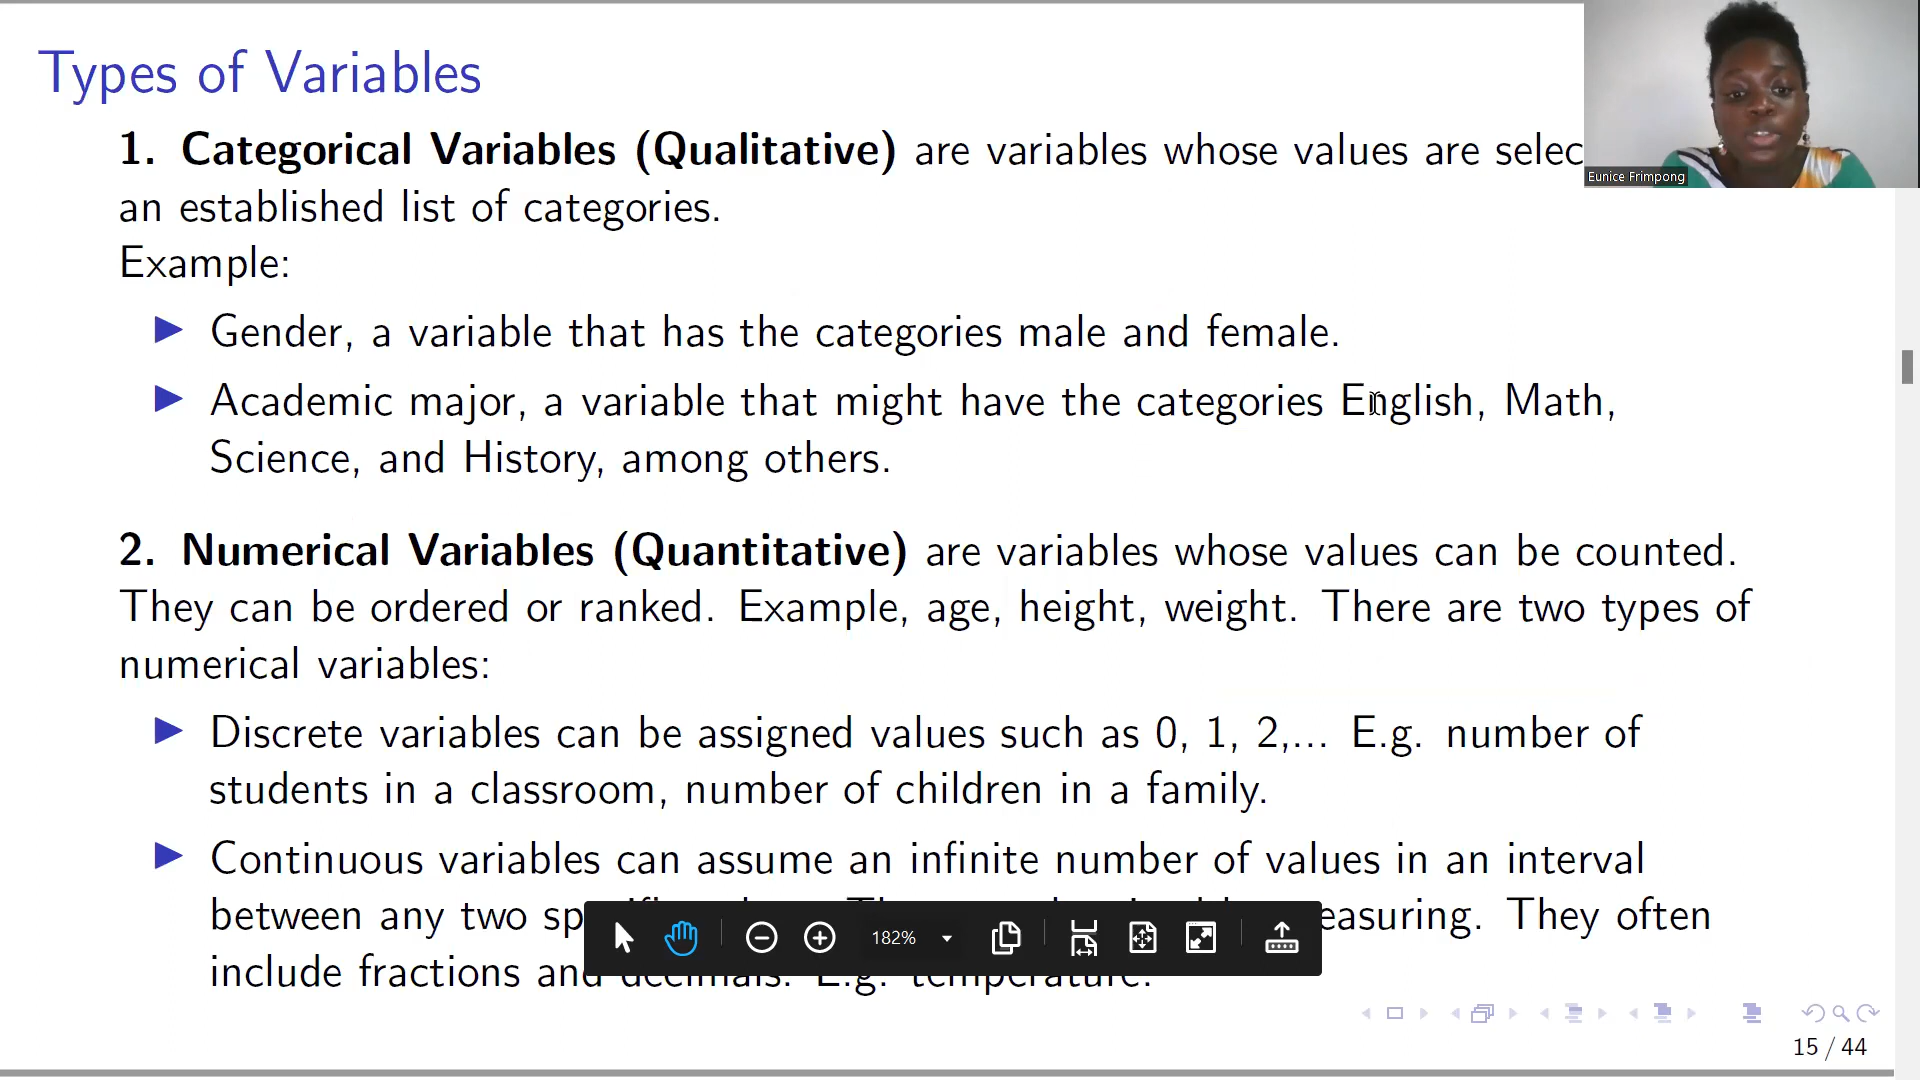 Types of Variables
1. Categorical Variables (Qualitative) are variables whose values are selec
Eunice Frimpong
an established list of categories.
Example:
Gender, a variable that has the categories male and female.
Academic major, a variable that might have the categories English, Math,
Science, and History, among others.
2. Numerical Variables (Quantitative) are variables whose values can be counted.
They can be ordered or ranked. Example, age, height, weight. There are two types of
numerical variables:
Discrete variables can be assigned values such as 0, 1, 2,... E.g. number of
students in a classroom, number of children in a family.
Continuous variables can assume an infinite number of values in an interval
between any two easuring. They often
182%
include fractions and decimals. E.g. temperature.
15 / 44